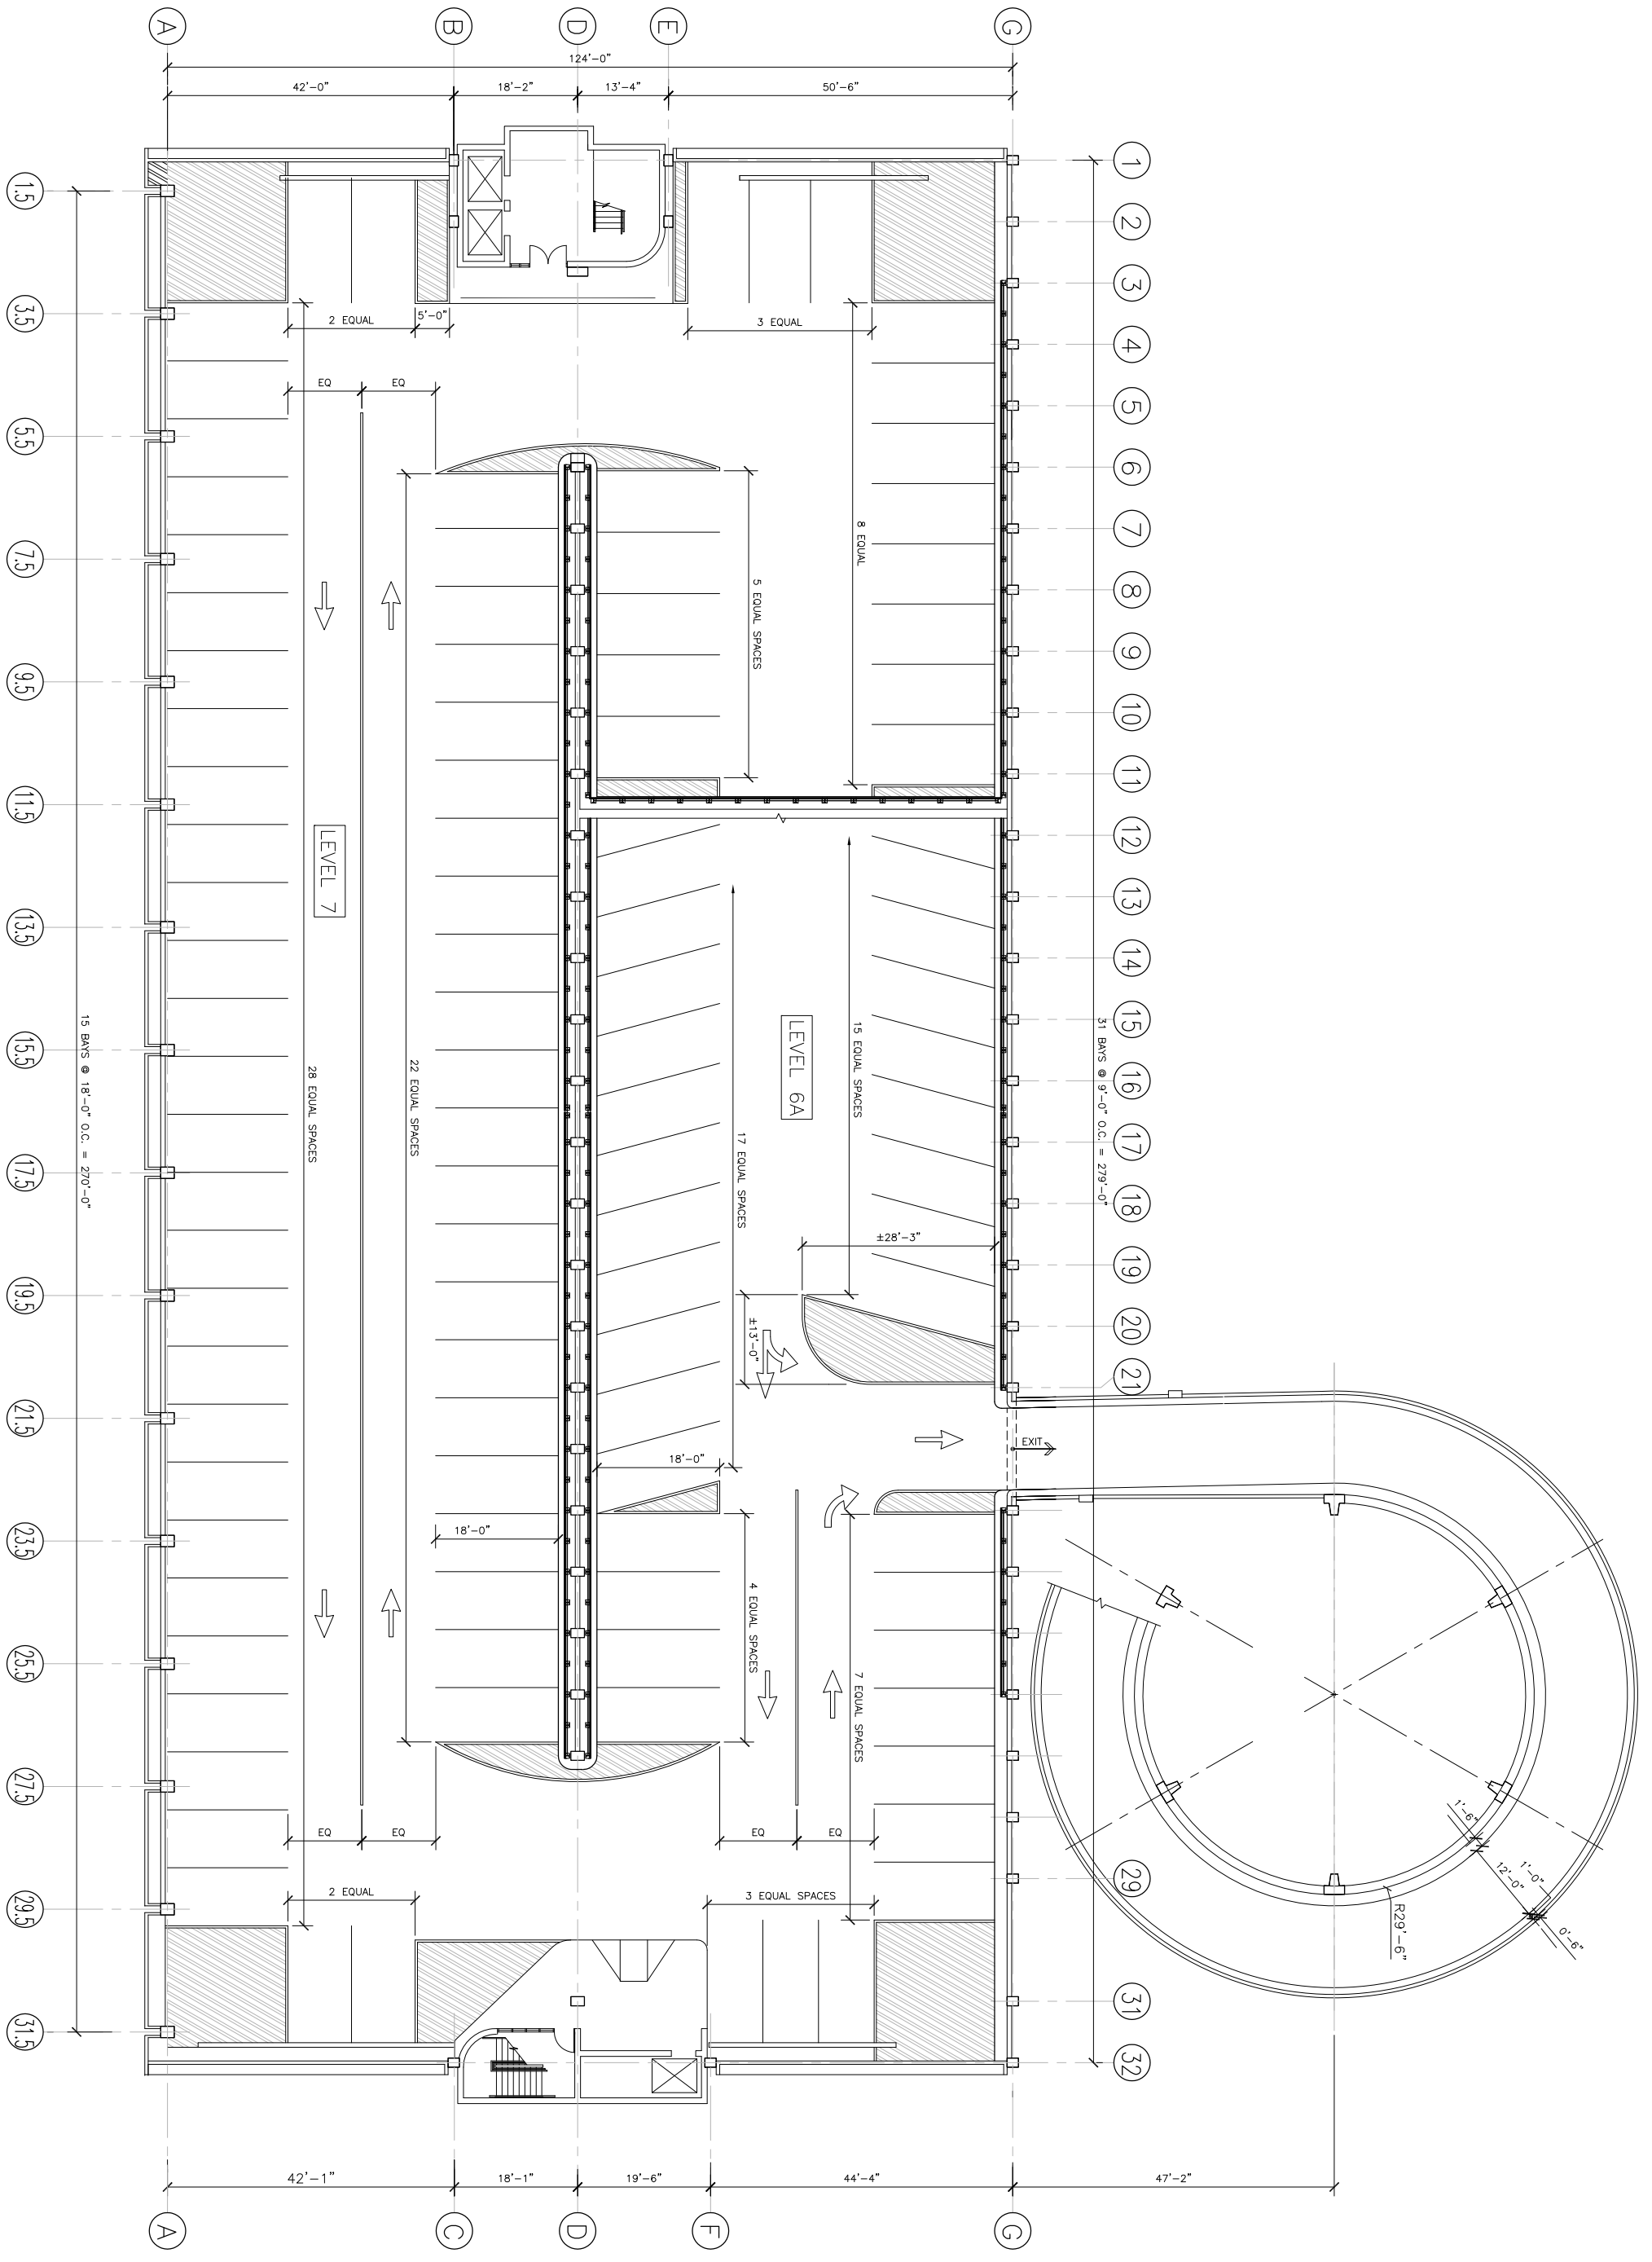 A
B
D
E
G
124'-0"
42'-0"
18'-2"
13'-4"
50'-6"
1
2
3
4
5
6
7
8
9
10
11
12
13
14
15
16
17
18
19
20
21
29
31
32
31 BAYS @ 9'-0" O.C. = 279'-0"
1.5
3.5
5.5
7.5
9.5
11.5
13.5
15.5
17.5
19.5
21.5
23.5
25.5
27.5
29.5
31.5
15 BAYS @ 18'-0" O.C. = 270'-0"
2 EQUAL
5'-0"
3 EQUAL
EQ
EQ
8 EQUAL
5 EQUAL SPACES
LEVEL 7
LEVEL 6A
15 EQUAL SPACES
17 EQUAL SPACES
22 EQUAL SPACES
28 EQUAL SPACES
±28'-3"
±13'-0"
EXIT
18'-0"
18'-0"
4 EQUAL SPACES
7 EQUAL SPACES
EQ
EQ
EQ
EQ
2 EQUAL
3 EQUAL SPACES
1'-6"
12'-0"
1'-0"
0'-6"
R29'-6"
42'-1"
18'-1"
19'-6"
44'-4"
47'-2"
A
C
D
F
G